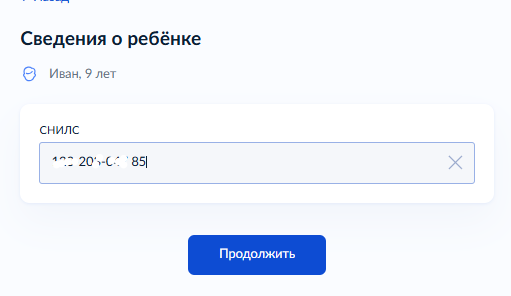 Сведения о ребёнке
Иван, 9 лет
СНИЛС
Продолжить